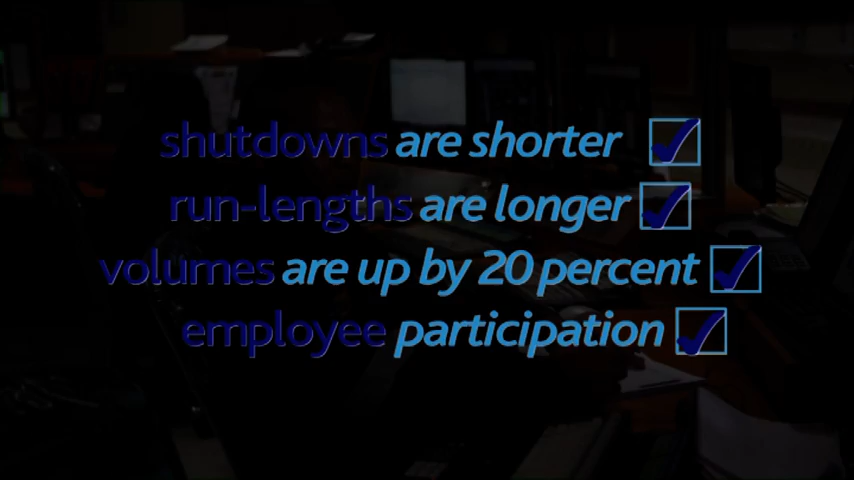 shutdowns are shorter
run-lengths are longer
volumes are up by 20 percent
employee participation